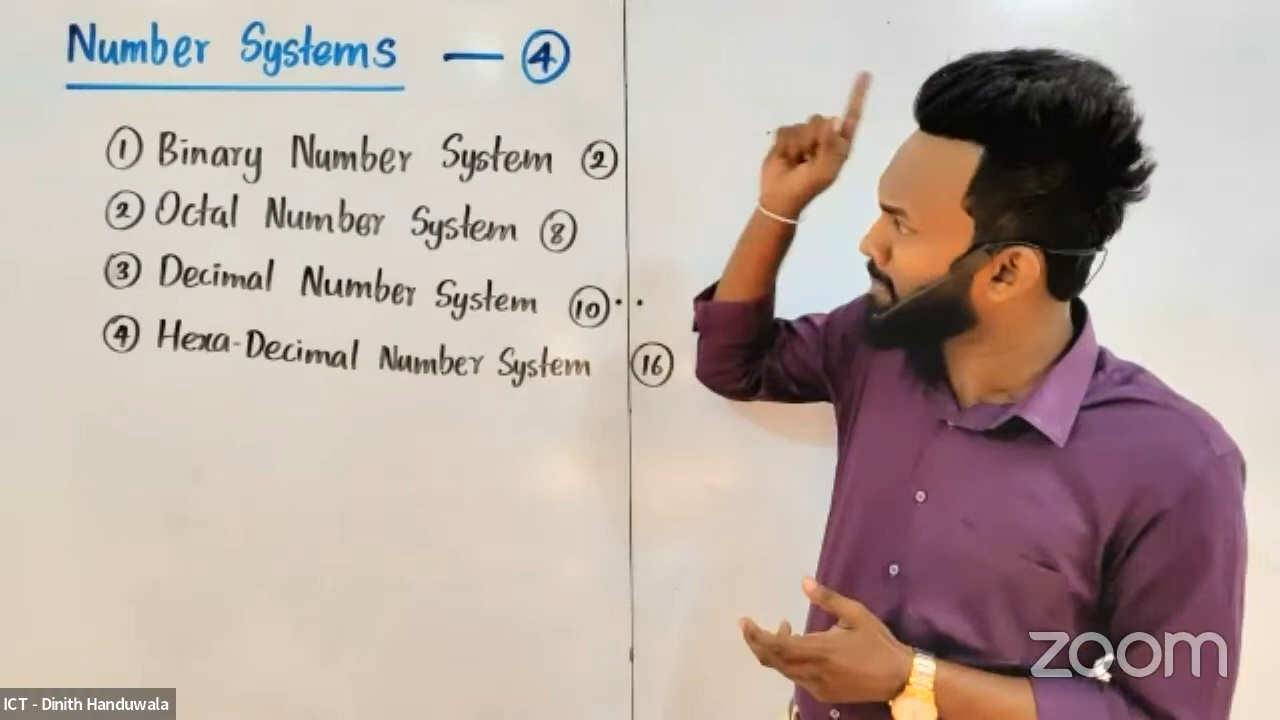 Number Systems — ④
① Binary Number System ②
② Octal Number System ⑧
③ Decimal Number System ⑩··
④ Hexa-Decimal Number System ⑯
zoom
ICT - Dinith Handuwala